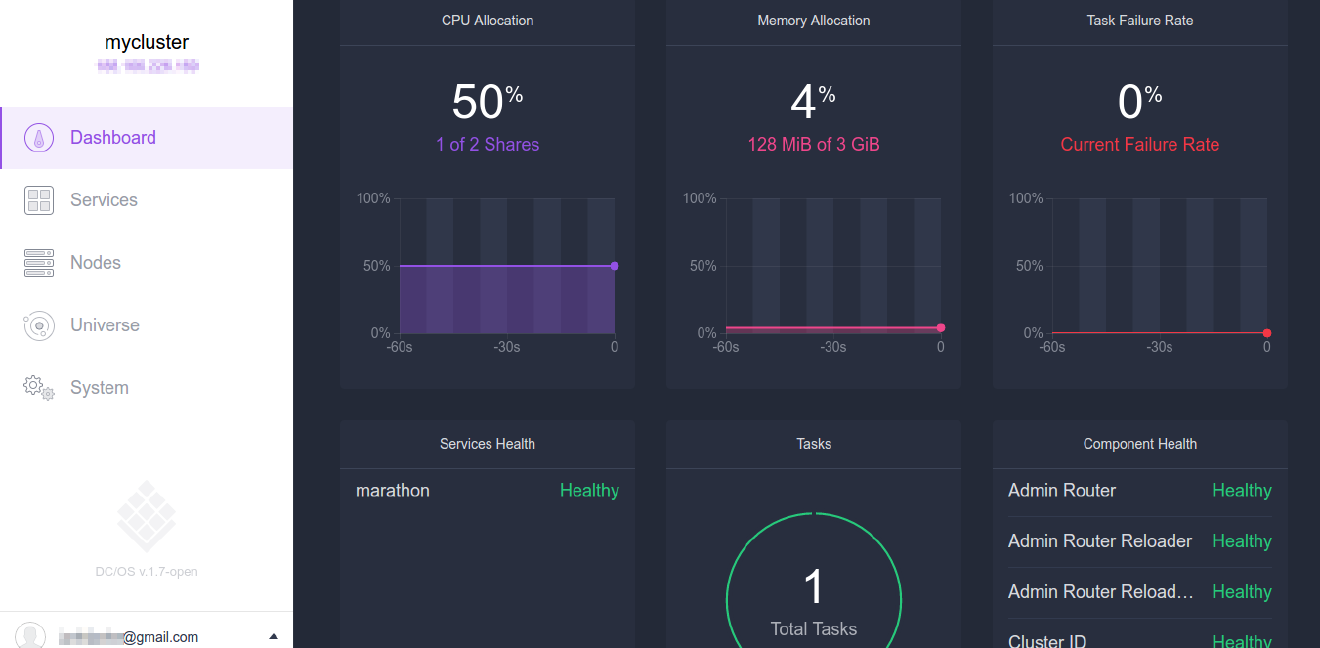 mycluster
Dashboard
Services
Nodes
Universe
System
DC/OS v.1.7-open
@gmail.com
CPU Allocation
50%
1 of 2 Shares
100%
50%
0%
-60s -30s 0
Memory Allocation
4%
128 MiB of 3 GiB
100%
50%
0%
-60s -30s 0
Task Failure Rate
0%
Current Failure Rate
100%
50%
0%
-60s -30s 0
Services Health
marathon Healthy
Tasks
1
Total Tasks
Component Health
Admin Router Healthy
Admin Router Reloader Healthy
Admin Router Reload... Healthy
Cluster ID Healthy